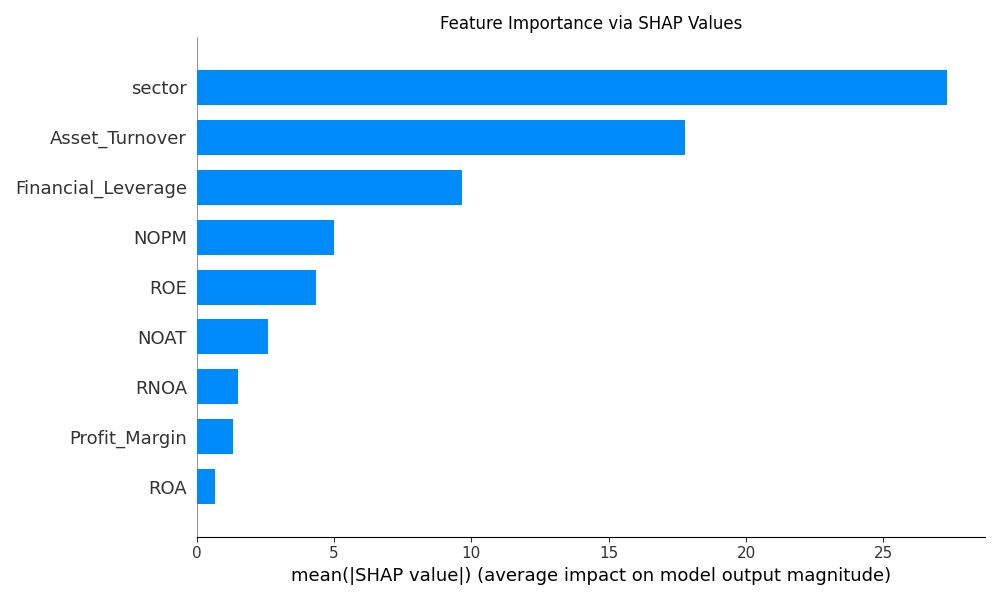 Feature Importance via SHAP Values
sector
Asset_Turnover
Financial_Leverage
NOPM
ROE
NOAT
RNOA
Profit_Margin
ROA
0 5 10 15 20 25
mean(|SHAP value|) (average impact on model output magnitude)